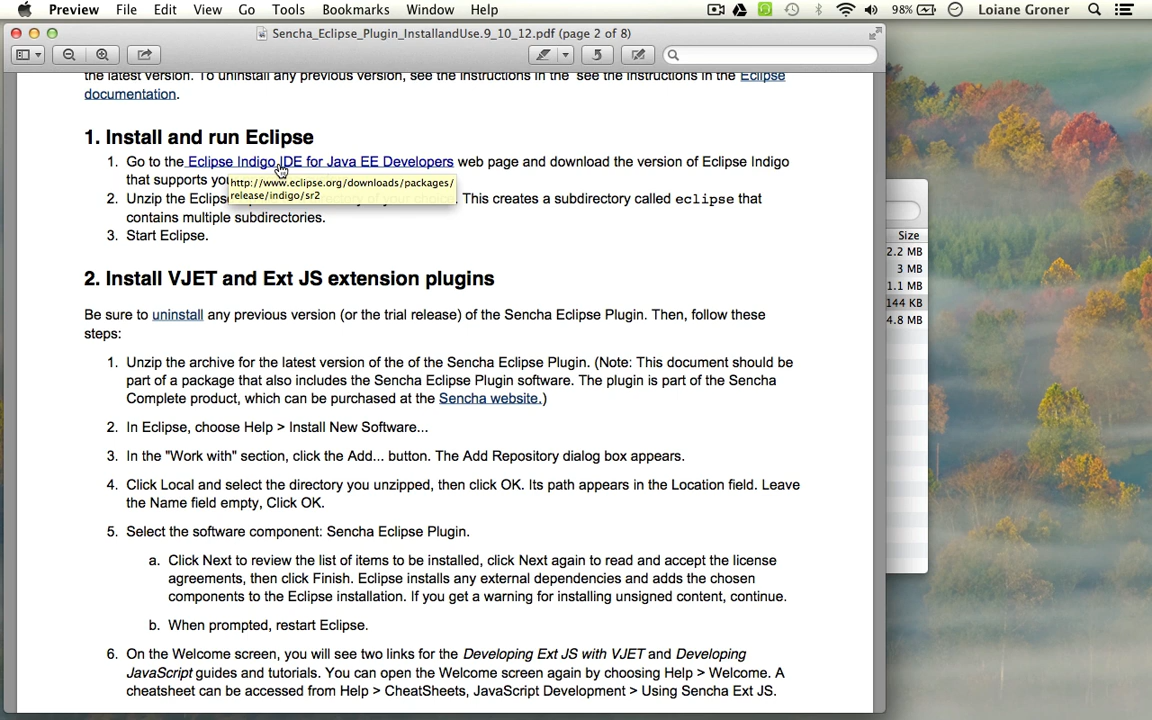 Preview File Edit View Go Tools Bookmarks Window Help 98% Loiane Groner
Sencha_Eclipse_Plugin_InstallandUse.9_10_12.pdf (page 2 of 8)
the latest version. To uninstall any previous version, see the instructions in the see the instructions in the Eclipse
documentation.
1. Install and run Eclipse
1. Go to the Eclipse Indigo IDE for Java EE Developers web page and download the version of Eclipse Indigo
that supports you
http://www.eclipse.org/downloads/packages/
release/indigo/sr2
2. Unzip the Eclips This creates a subdirectory called eclipse that
contains multiple subdirectories.
3. Start Eclipse.
2. Install VJET and Ext JS extension plugins
Be sure to uninstall any previous version (or the trial release) of the Sencha Eclipse Plugin. Then, follow these
steps:
1. Unzip the archive for the latest version of the of the Sencha Eclipse Plugin. (Note: This document should be
part of a package that also includes the Sencha Eclipse Plugin software. The plugin is part of the Sencha
Complete product, which can be purchased at the Sencha website.)
2. In Eclipse, choose Help > Install New Software...
3. In the "Work with" section, click the Add... button. The Add Repository dialog box appears.
4. Click Local and select the directory you unzipped, then click OK. Its path appears in the Location field. Leave
the Name field empty, Click OK.
5. Select the software component: Sencha Eclipse Plugin.
a. Click Next to review the list of items to be installed, click Next again to read and accept the license
agreements, then click Finish. Eclipse installs any external dependencies and adds the chosen
components to the Eclipse installation. If you get a warning for installing unsigned content, continue.
b. When prompted, restart Eclipse.
6. On the Welcome screen, you will see two links for the Developing Ext JS with VJET and Developing
JavaScript guides and tutorials. You can open the Welcome screen again by choosing Help > Welcome. A
cheatsheet can be accessed from Help > CheatSheets, JavaScript Development > Using Sencha Ext JS.
Size
2.2 MB
3 MB
1.1 MB
144 KB
4.8 MB